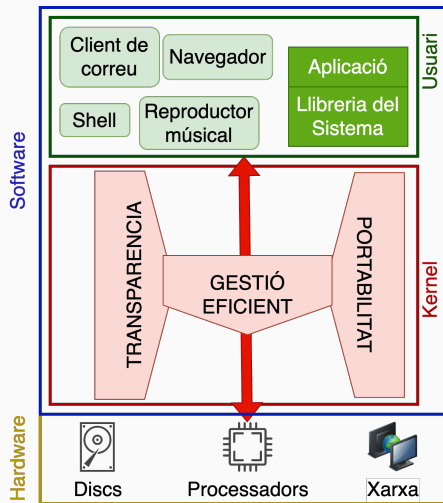 Client de
correu
Navegador
Shell
Reproductor
músical
Aplicació
Llibreria del
Sistema
Usuari
Software
TRANSPARENCIA
GESTIÓ
EFICIENT
PORTABILITAT
Kernel
Hardware
Discs
Processadors
Xarxa